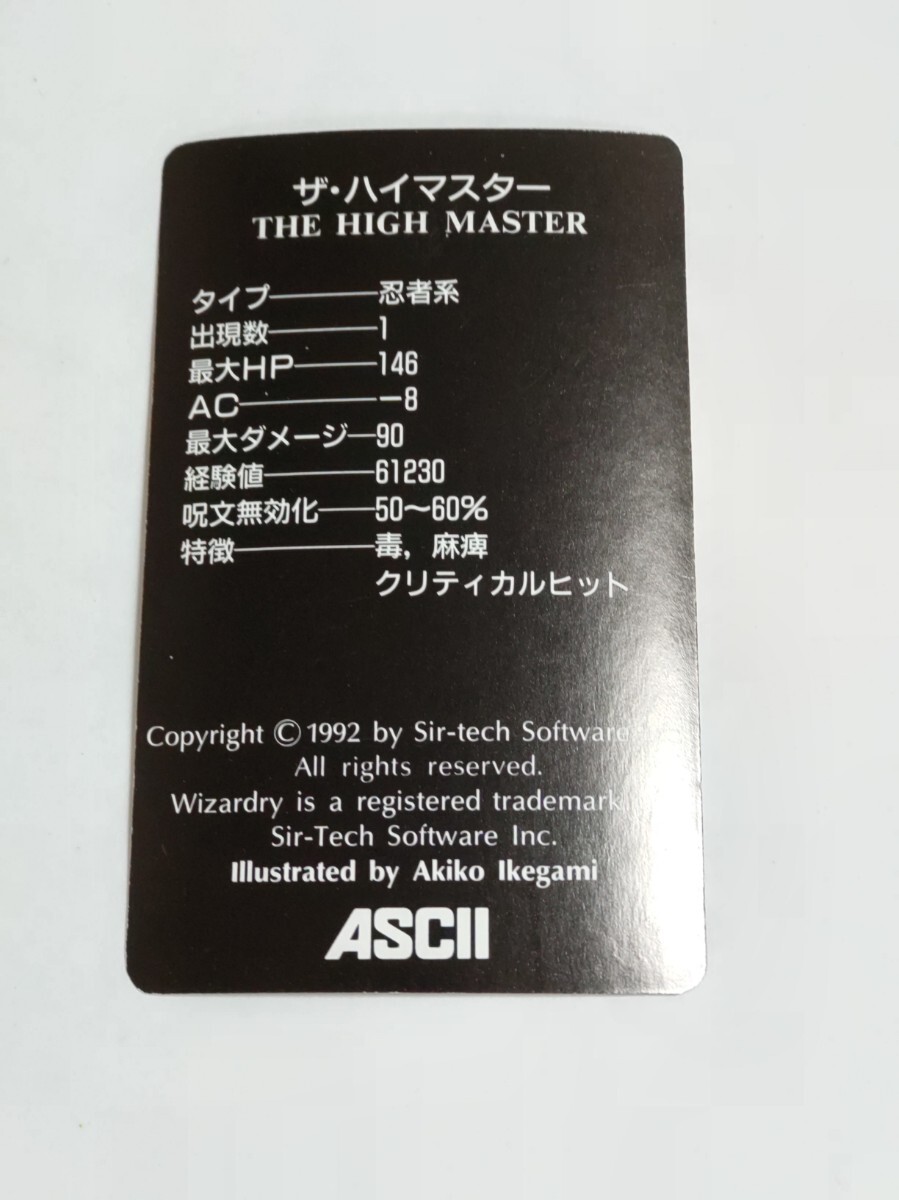 ザ・ハイマスター
THE HIGH MASTER
タイプ―――忍者系
出現数―――1
最大HP―――146
AC―――−8
最大ダメージ―90
経験値―――61230
呪文無効化――50〜60%
特徴―――毒，麻痺
クリティカルヒット
Copyright © 1992 by Sir-tech Software
All rights reserved.
Wizardry is a registered trademark
Sir-Tech Software Inc.
Illustrated by Akiko Ikegami
ASCII